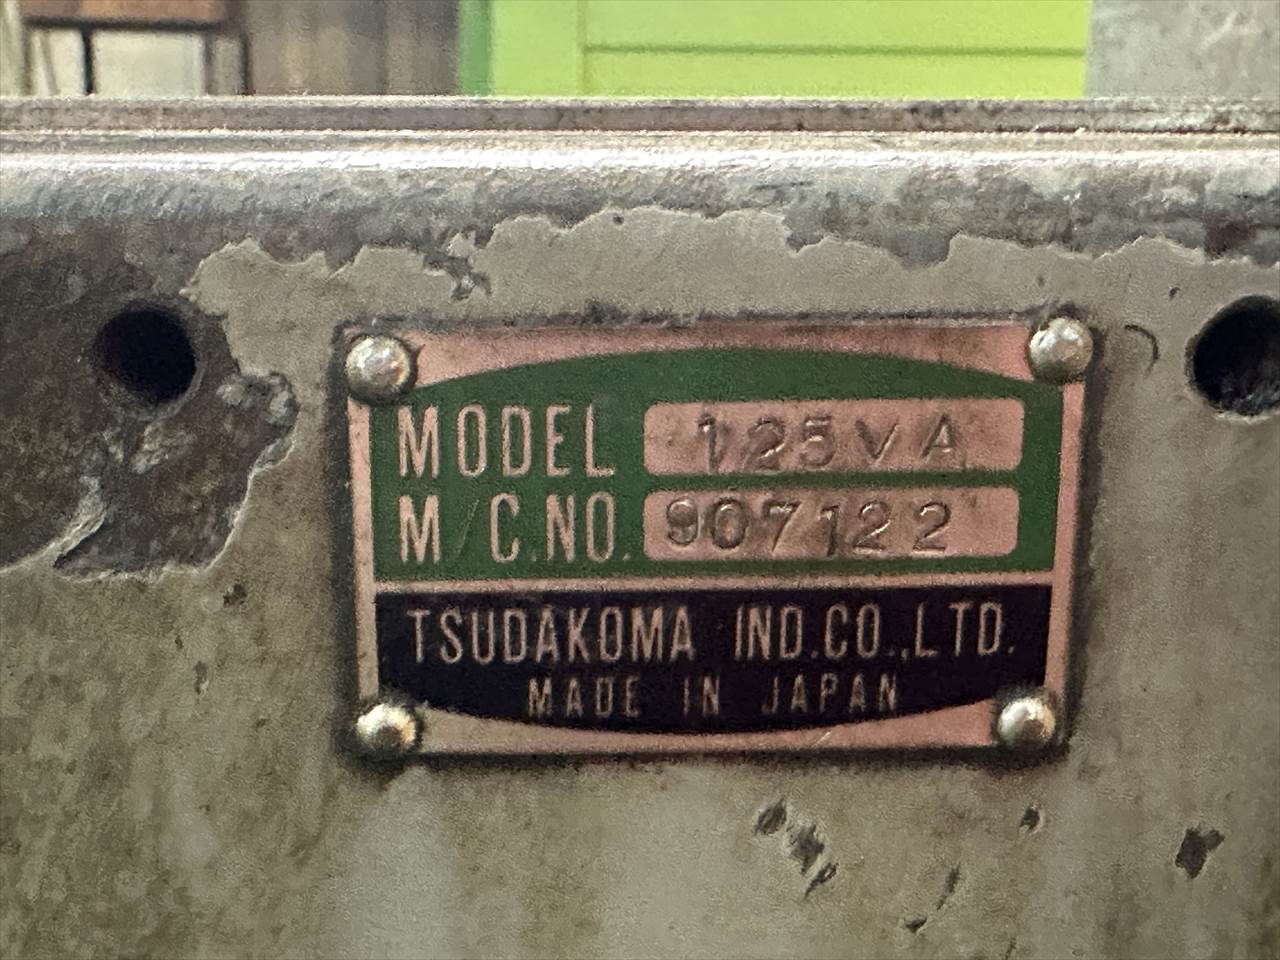 MODEL 125VA
M/C.NO. 907122
TSUDAKOMA IND.CO.,LTD.
MADE IN JAPAN